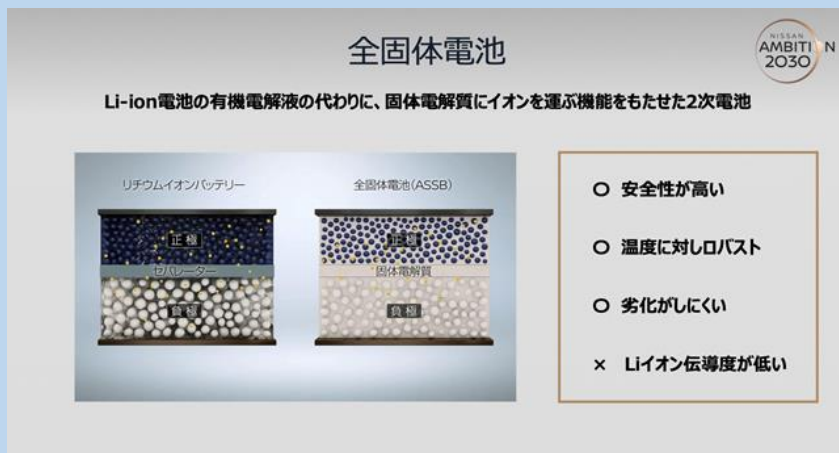 全固体電池
NISSAN
AMBITION
2030
Li-ion電池の有機電解液の代わりに、固体電解質にイオンを運ぶ機能をもたせた2次電池
リチウムイオンバッテリー
正極
セパレーター
負極
全固体電池(ASSB)
正極
固体電解質
負極
○ 安全性が高い
○ 温度に対しロバスト
○ 劣化がしにくい
× Liイオン伝導度が低い